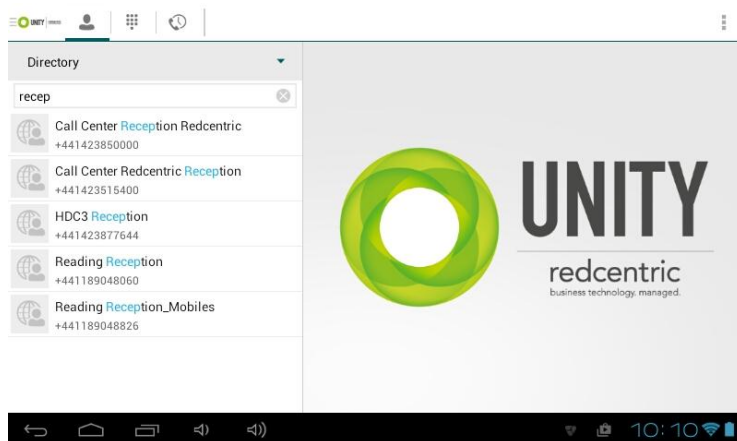 UNITY
Directory
recep
Call Center Reception Redcentric
+441423850000
Call Center Redcentric Reception
+441423515400
HDC3 Reception
+441423877644
Reading Reception
+441189048060
Reading Reception_Mobiles
+441189048826
UNITY
redcentric
business technology. managed.
10:10